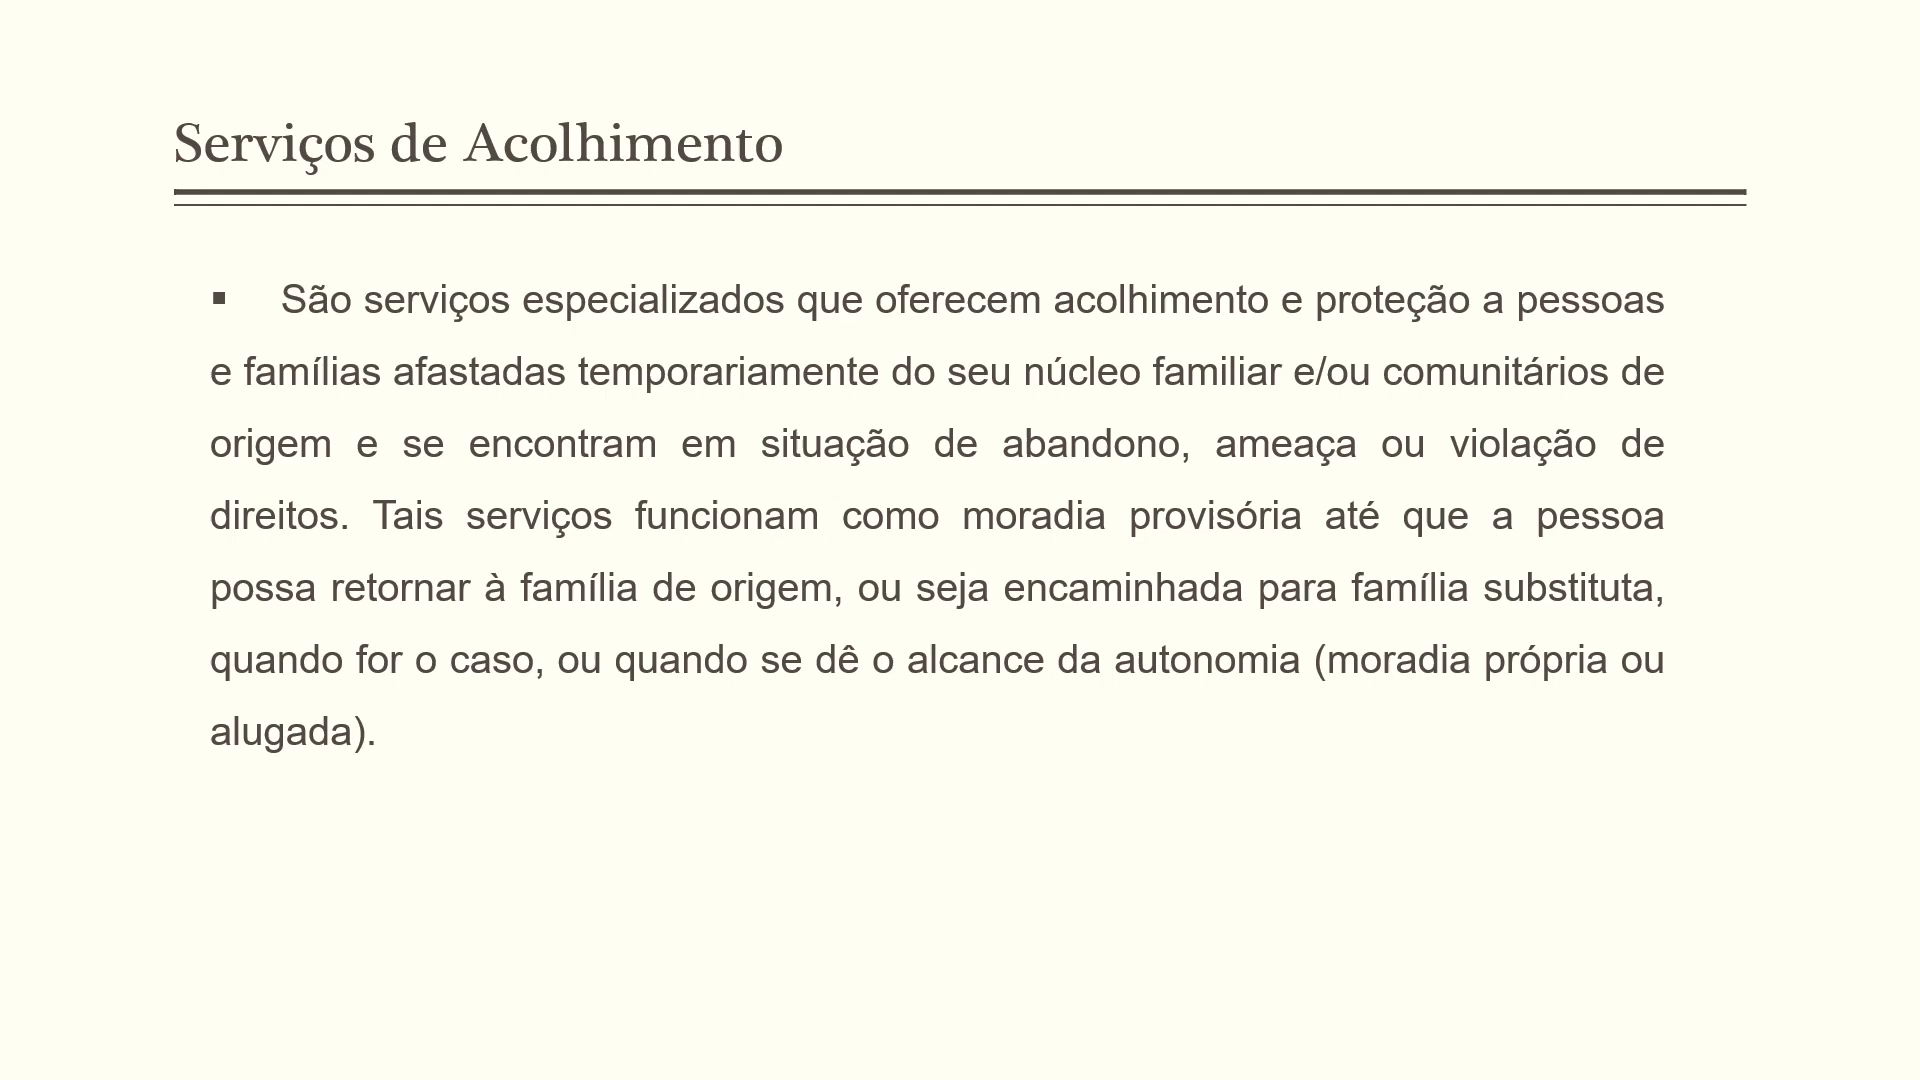 Serviços de Acolhimento
▪ São serviços especializados que oferecem acolhimento e proteção a pessoas
e famílias afastadas temporariamente do seu núcleo familiar e/ou comunitários de
origem e se encontram em situação de abandono, ameaça ou violação de
direitos. Tais serviços funcionam como moradia provisória até que a pessoa
possa retornar à família de origem, ou seja encaminhada para família substituta,
quando for o caso, ou quando se dê o alcance da autonomia (moradia própria ou
alugada).